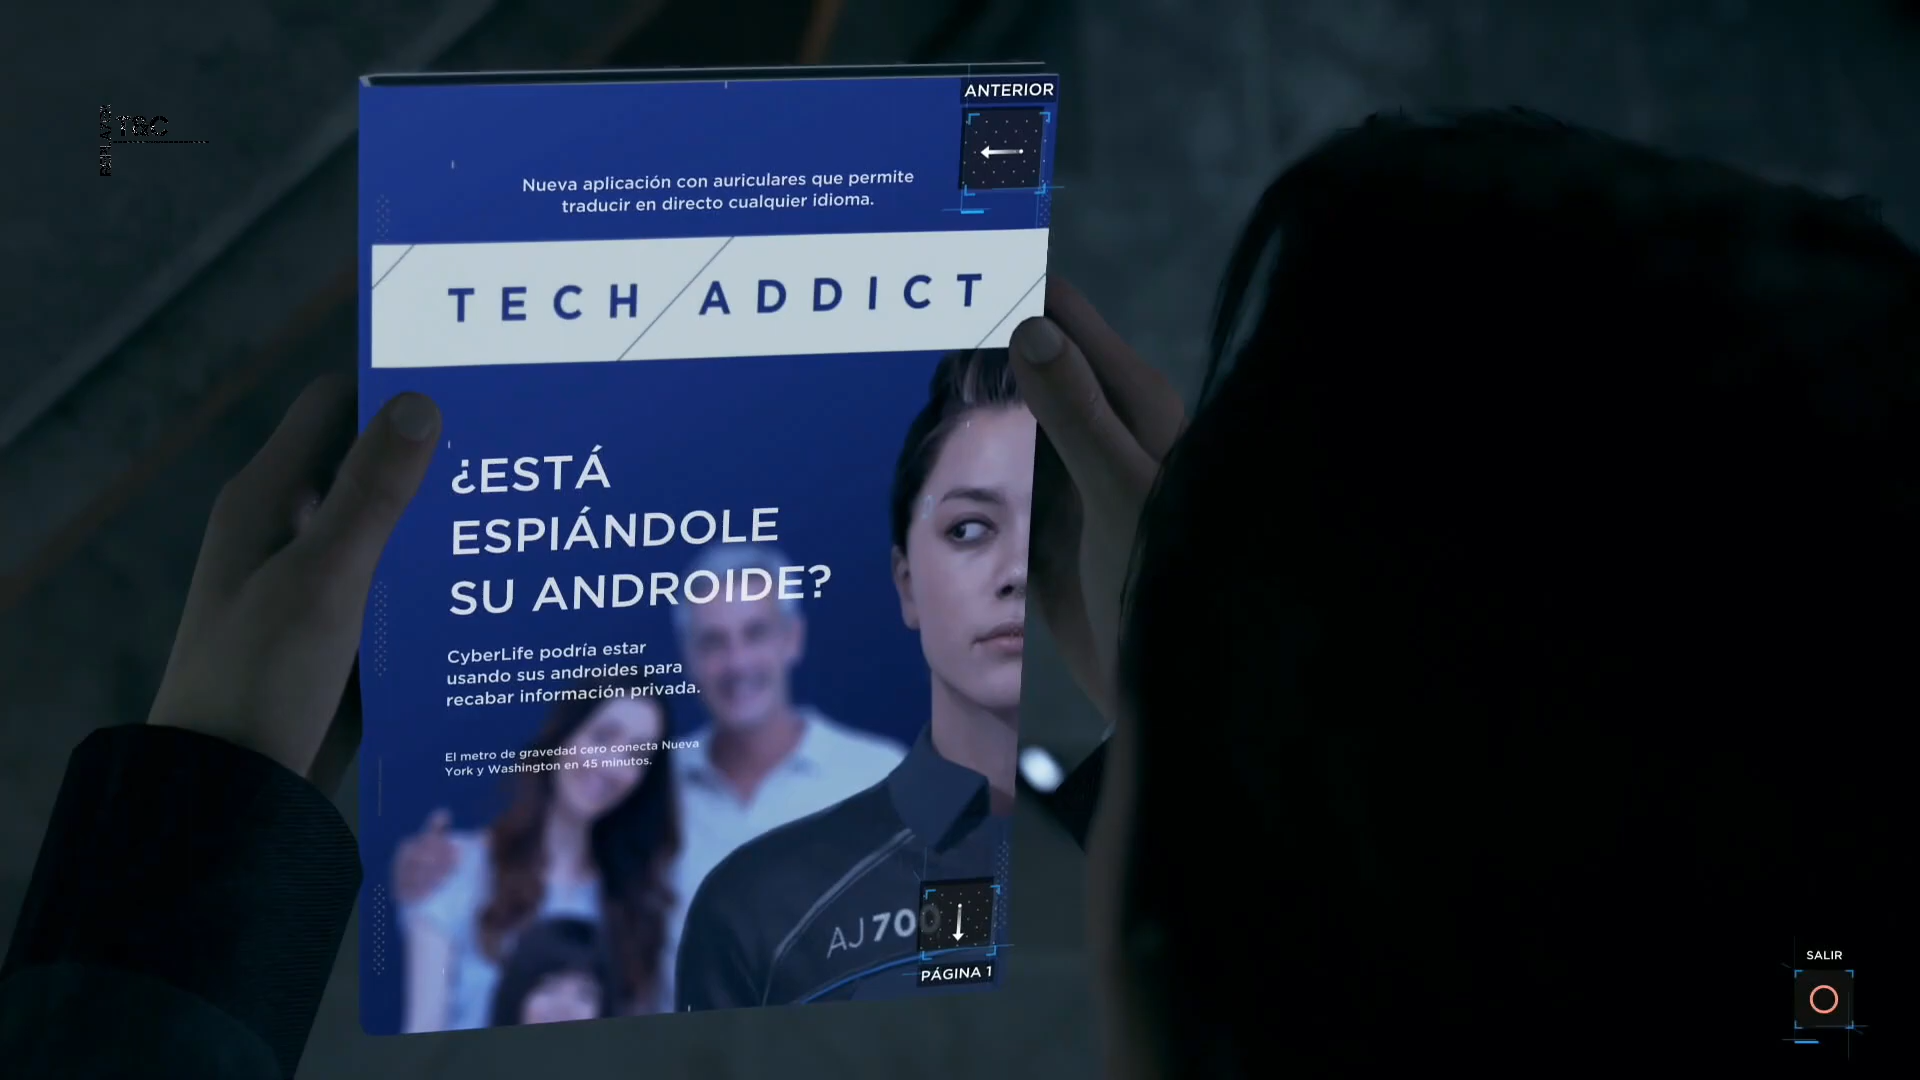 ANTERIOR
T&C
Nueva aplicación con auriculares que permite
traducir en directo cualquier idioma.
TECH ADDICT
¿ESTÁ
ESPIÁNDOLE
SU ANDROIDE?
CyberLife podría estar
usando sus androides para
recabar información privada.
El metro de gravedad cero conecta Nueva
York y Washington en 45 minutos.
AJ700
PÁGINA 1
SALIR